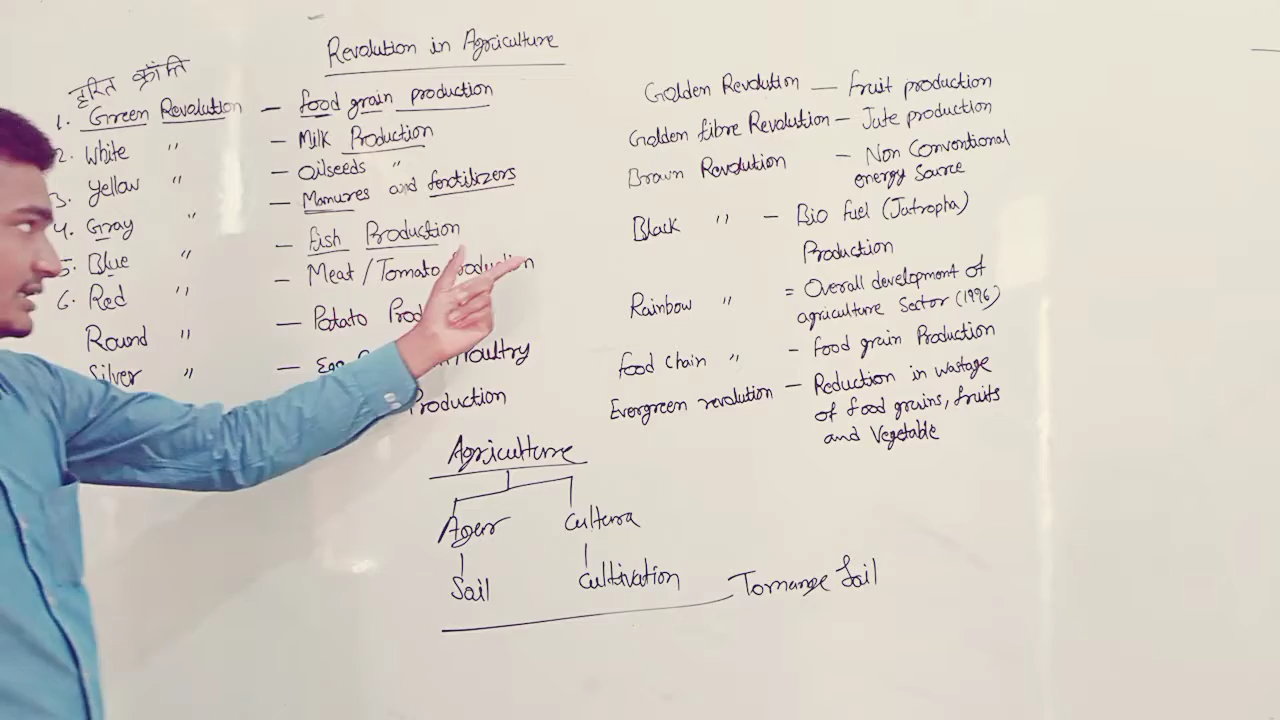 Revolution in Agriculture
हरित क्राँति
1. Green Revolution — food grain production
2. White " — Milk Production
3. Yellow " — Oilseeds "
4. Gray " — Manures and fertilizers
5. Blue " — fish Production
6. Red " — Meat / Tomato Production
Round " — Potato
Silver " — Poultry
Production
Golden Revolution — fruit production
Golden fibre Revolution — Jute production
Brown Revolution — Non Conventional
energy Source
Black " — Bio fuel (Jatropha)
Production
Rainbow " = Overall development of
agriculture Sector (1996)
food Chain " — food grain Production
Evergreen revolution — Reduction in wastage
of food grains, fruits
and Vegetable
Agriculture
Ager Culterra
Soil Cultivation
Soil